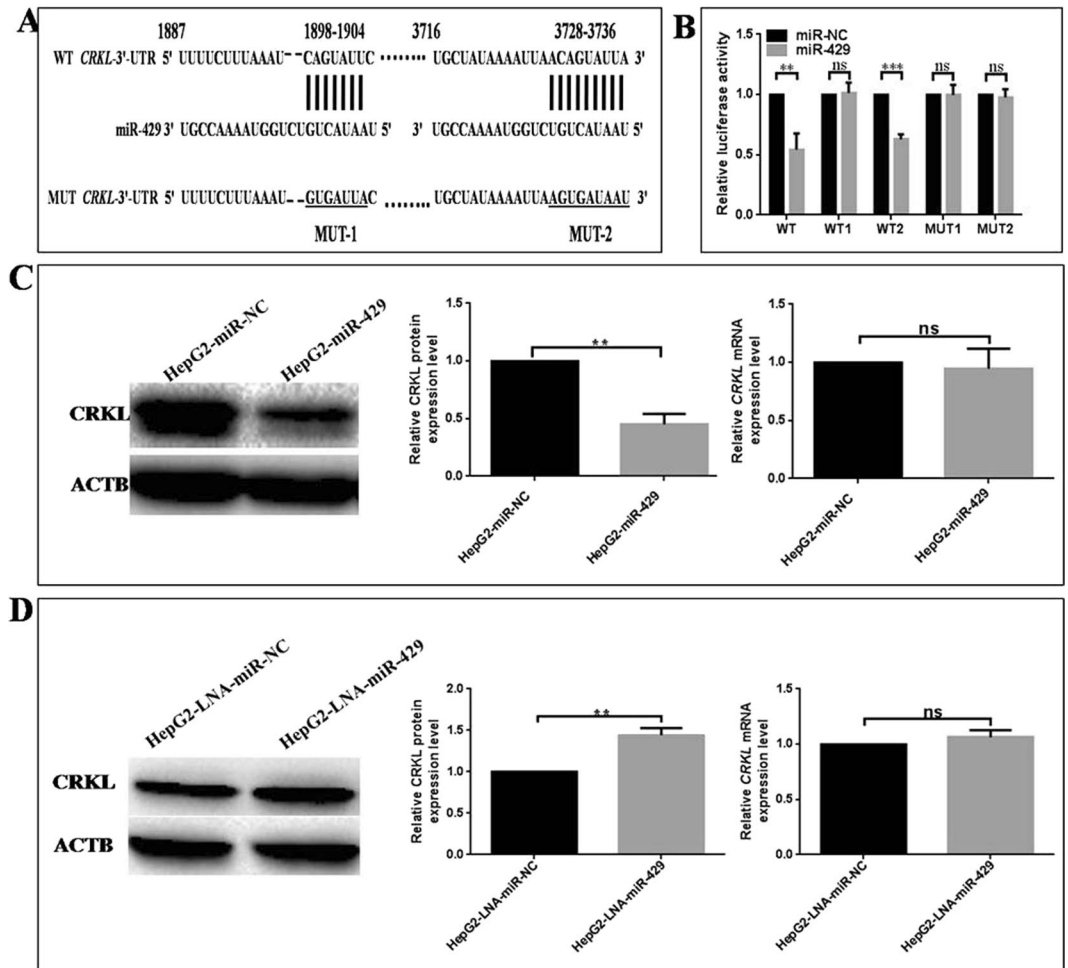 A
1887 1898-1904 3716 3728-3736
WT CRKL-3'-UTR 5' UUUUCUUUAAAU--CAGUAUUC ........ UGCUAUAAAAUUAACAGUAUUA 3'
miR-429 3' UGCCAAAAUGGUCUGUCAUAAU 5' 3' UGCCAAAAUGGUCUGUCAUAAU 5'
MUT CRKL-3'-UTR 5' UUUUCUUUAAAU--GUGAUUAC ........ UGCUAUAAAAUUAAGUGAUAAU 3'
MUT-1 MUT-2
B
miR-NC
miR-429
Relative luciferase activity
1.5
1.0
0.5
0.0
** ns *** ns ns
WT WT1 WT2 MUT1 MUT2
C
HepG2-miR-NC
HepG2-miR-429
CRKL
ACTB
Relative CRKL protein
expression level
1.5
1.0
0.5
0.0
**
HepG2-miR-NC
HepG2-miR-429
Relative CRKL mRNA
expression level
1.5
1.0
0.5
0.0
ns
HepG2-miR-NC
HepG2-miR-429
D
HepG2-LNA-miR-NC
HepG2-LNA-miR-429
CRKL
ACTB
Relative CRKL protein
expression level
2.0
1.5
1.0
0.5
0.0
**
HepG2-LNA-miR-NC
HepG2-LNA-miR-429
Relative CRKL mRNA
expression level
1.5
1.0
0.5
0.0
ns
HepG2-LNA-miR-NC
HepG2-LNA-miR-429